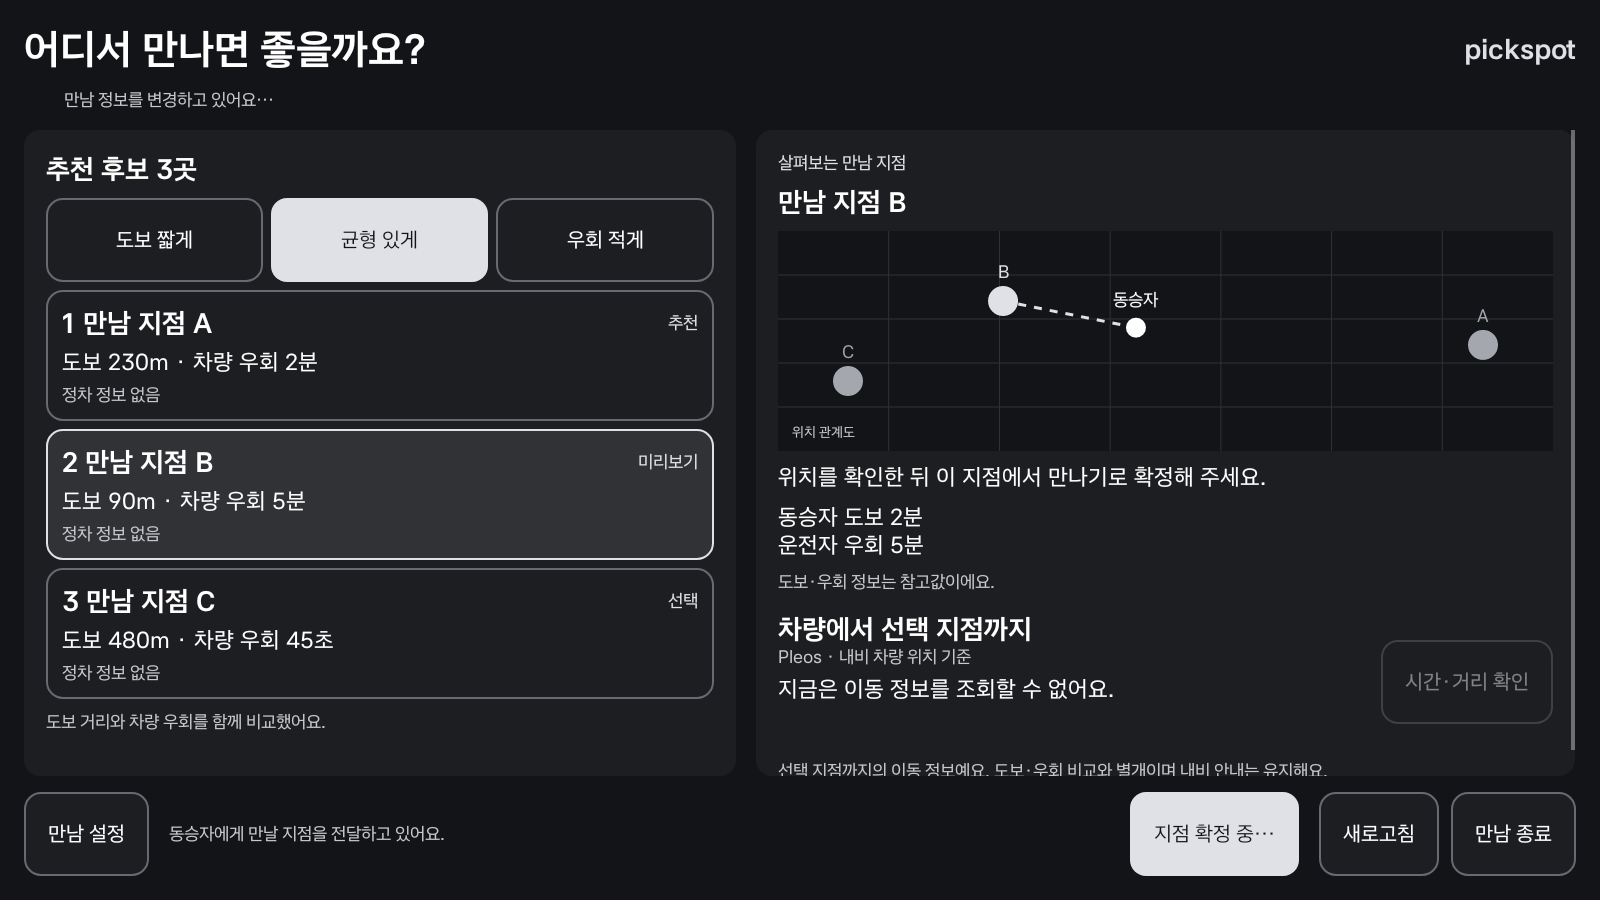 어디서 만나면 좋을까요?
pickspot
만남 정보를 변경하고 있어요···
추천 후보 3곳
도보 짧게
균형 있게
우회 적게
1 만남 지점 A
추천
도보 230m · 차량 우회 2분
정차 정보 없음
2 만남 지점 B
미리보기
도보 90m · 차량 우회 5분
정차 정보 없음
3 만남 지점 C
선택
도보 480m · 차량 우회 45초
정차 정보 없음
도보 거리와 차량 우회를 함께 비교했어요.
살펴보는 만남 지점
만남 지점 B
B
동승자
A
C
위치 관계도
위치를 확인한 뒤 이 지점에서 만나기로 확정해 주세요.
동승자 도보 2분
운전자 우회 5분
도보·우회 정보는 참고값이에요.
차량에서 선택 지점까지
Pleos · 내비 차량 위치 기준
지금은 이동 정보를 조회할 수 없어요.
시간·거리 확인
선택 지점까지의 이동 정보예요. 도보·우회 비교와 별개이며 내비 안내는 유지해요.
만남 설정
동승자에게 만날 지점을 전달하고 있어요.
지점 확정 중···
새로고침
만남 종료